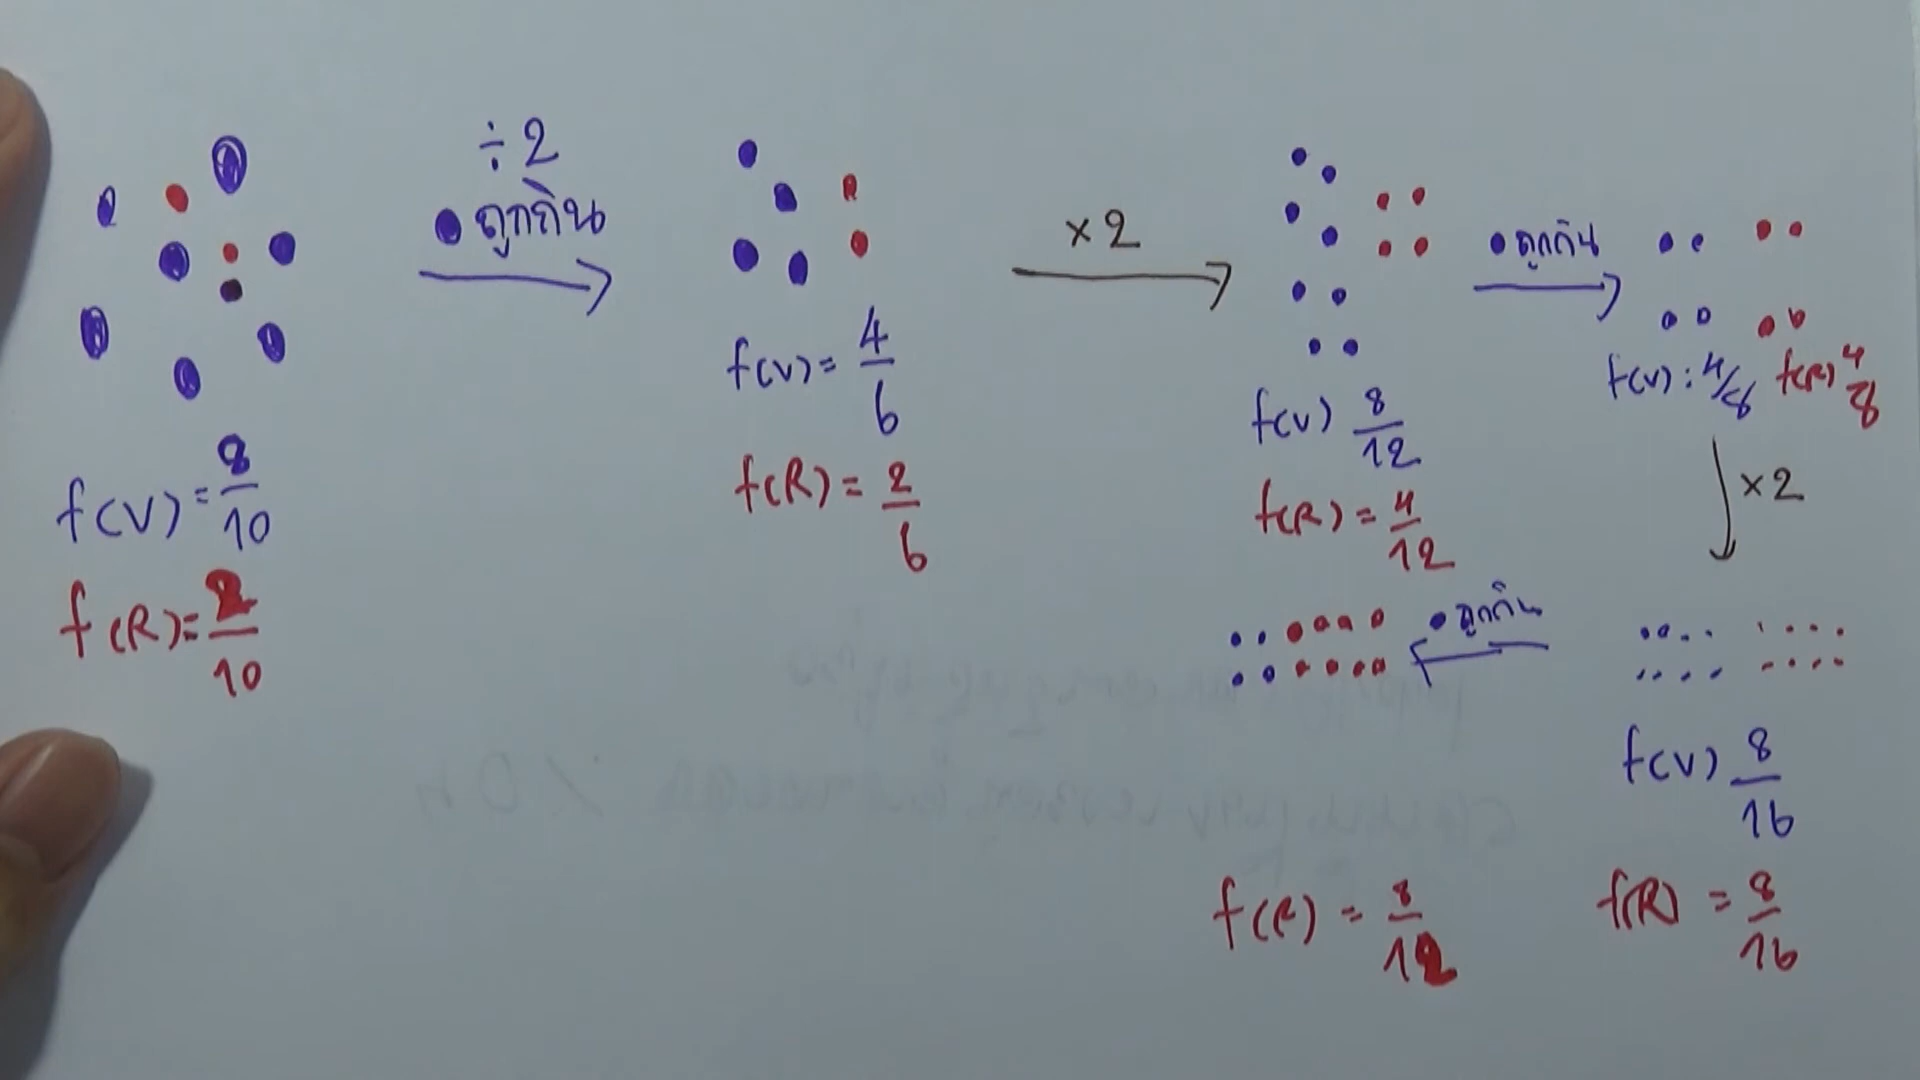 ÷2
● ถูกกิน
f(V) = 8/10
f(R) = 2/10
f(V) = 4/6
f(R) = 2/6
×2
f(V) 8/12
f(R) = 4/12
● ถูกกิน
f(V) : 4/8 f(R) 4/8
×2
f(V) 8/16
f(R) = 8/16
● ถูกกิน
f(R) = 8/12